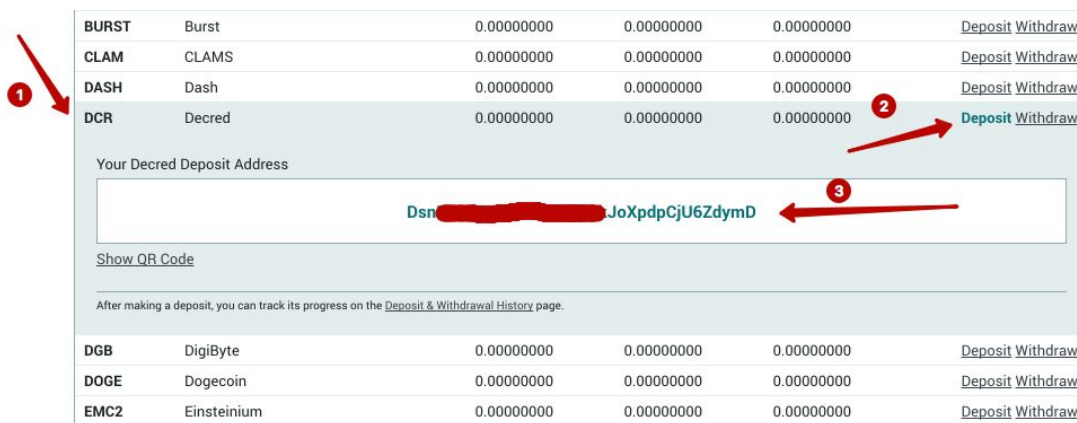 BURST Burst 0.00000000 0.00000000 0.00000000 Deposit Withdraw
CLAM CLAMS 0.00000000 0.00000000 0.00000000 Deposit Withdraw
DASH Dash 0.00000000 0.00000000 0.00000000 Deposit Withdraw
1 DCR Decred 0.00000000 0.00000000 0.00000000 2 Deposit Withdraw
Your Decred Deposit Address
3
Dsn JoXpdpCjU6ZdymD
Show QR Code
After making a deposit, you can track its progress on the Deposit & Withdrawal History page.
DGB DigiByte 0.00000000 0.00000000 0.00000000 Deposit Withdraw
DOGE Dogecoin 0.00000000 0.00000000 0.00000000 Deposit Withdraw
EMC2 Einsteinium 0.00000000 0.00000000 0.00000000 Deposit Withdraw